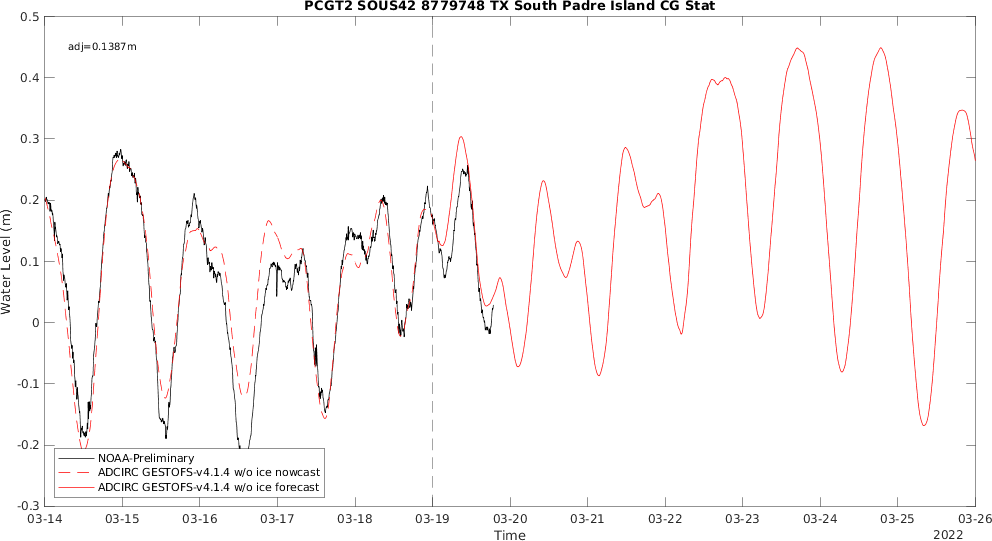 PCGT2 SOUS42 8779748 TX South Padre Island CG Stat
adj=0.1387m
Water Level (m)
0.5
0.4
0.3
0.2
0.1
0
-0.1
-0.2
-0.3
NOAA-Preliminary
ADCIRC GESTOFS-v4.1.4 w/o ice nowcast
ADCIRC GESTOFS-v4.1.4 w/o ice forecast
03-14 03-15 03-16 03-17 03-18 03-19 03-20 03-21 03-22 03-23 03-24 03-25 03-26
Time
2022